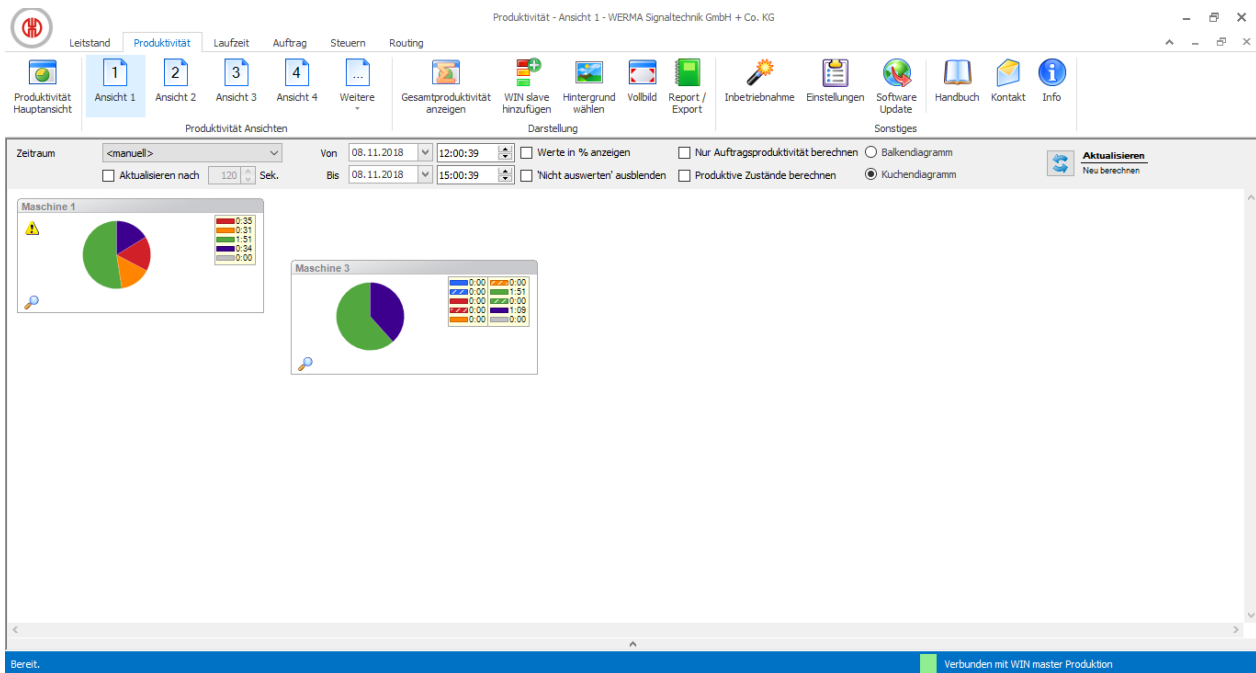 Produktivität - Ansicht 1 - WERMA Signaltechnik GmbH + Co. KG
Leitstand Produktivität Laufzeit Auftrag Steuern Routing
1 2 3 4 ...
Produktivität Hauptansicht
Ansicht 1
Ansicht 2
Ansicht 3
Ansicht 4
Weitere
Gesamtproduktivität anzeigen
WIN slave hinzufügen
Hintergrund wählen
Vollbild
Report / Export
Inbetriebnahme
Einstellungen
Software Update
Handbuch
Kontakt
Info
Produktivität Ansichten
Darstellung
Sonstiges
Zeitraum <manuell> Von 08.11.2018 12:00:39 Werte in % anzeigen Nur Auftragsproduktivität berechnen Balkendiagramm
Aktualisieren nach 120 Sek. Bis 08.11.2018 15:00:39 'Nicht auswerten' ausblenden Produktive Zustände berechnen Kuchendiagramm
Aktualisieren
Neu berechnen
Maschine 1
0:35
0:31
1:51
0:34
0:00
Maschine 3
0:00 0:00
0:00 1:51
0:00 0:00
0:00 1:09
0:00 0:00
Bereit. Verbunden mit WIN master Produktion